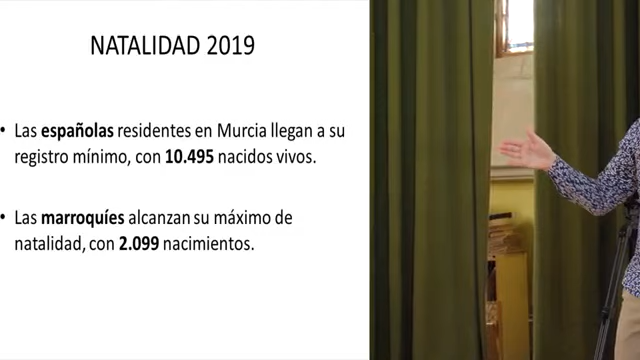 NATALIDAD 2019
• Las españolas residentes en Murcia llegan a su
registro mínimo, con 10.495 nacidos vivos.
• Las marroquíes alcanzan su máximo de
natalidad, con 2.099 nacimientos.